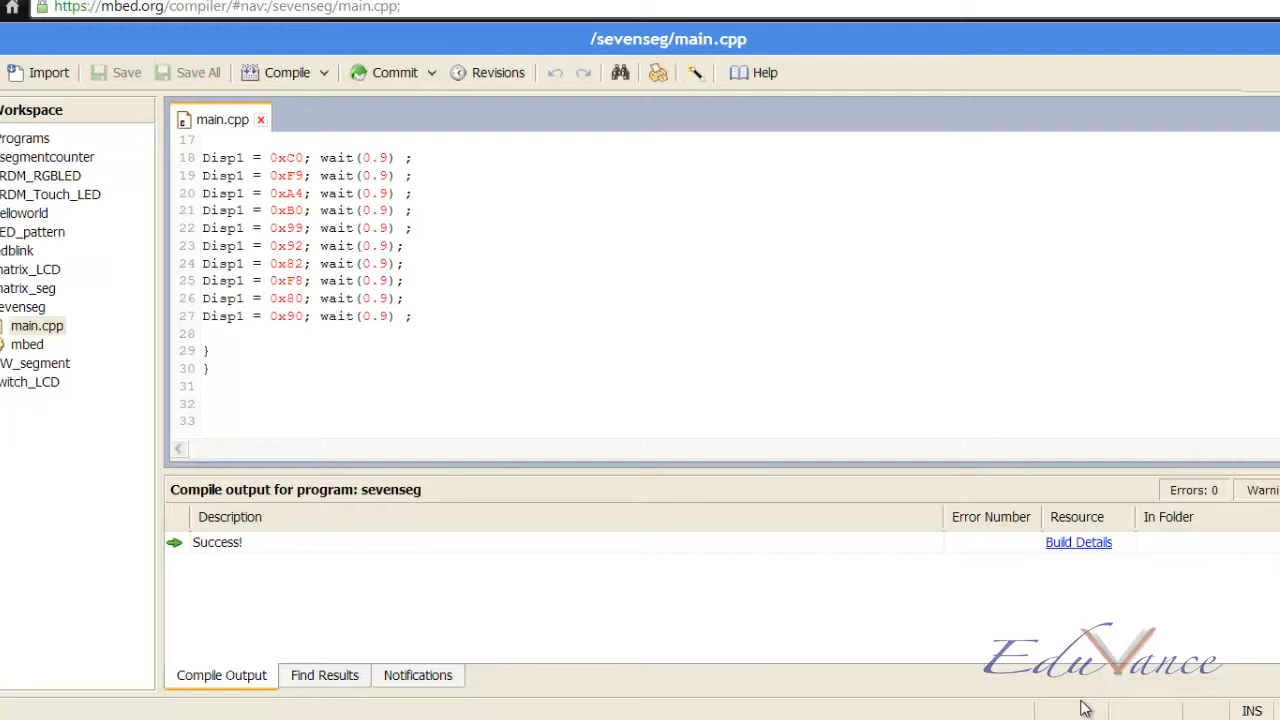 https://mbed.org/compiler/#nav;/sevenseg/main.cpp;
/sevenseg/main.cpp
Import Save Save All Compile Commit Revisions Help
Workspace
main.cpp x
Programs
segmentcounter
RDM_RGBLED
RDM_Touch_LED
elloworld
ED_pattern
edblink
matrix_LCD
matrix_seg
evenseg
main.cpp
mbed
W_segment
witch_LCD
17
18 Disp1 = 0xC0; wait(0.9) ;
19 Disp1 = 0xF9; wait(0.9) ;
20 Disp1 = 0xA4; wait(0.9) ;
21 Disp1 = 0xB0; wait(0.9) ;
22 Disp1 = 0x99; wait(0.9) ;
23 Disp1 = 0x92; wait(0.9);
24 Disp1 = 0x82; wait(0.9);
25 Disp1 = 0xF8; wait(0.9);
26 Disp1 = 0x80; wait(0.9);
27 Disp1 = 0x90; wait(0.9) ;
28
29 }
30 }
31
32
33
Compile output for program: sevenseg Errors: 0 Warni
Description Error Number Resource In Folder
Success! Build Details
EduVance
Compile Output Find Results Notifications
INS